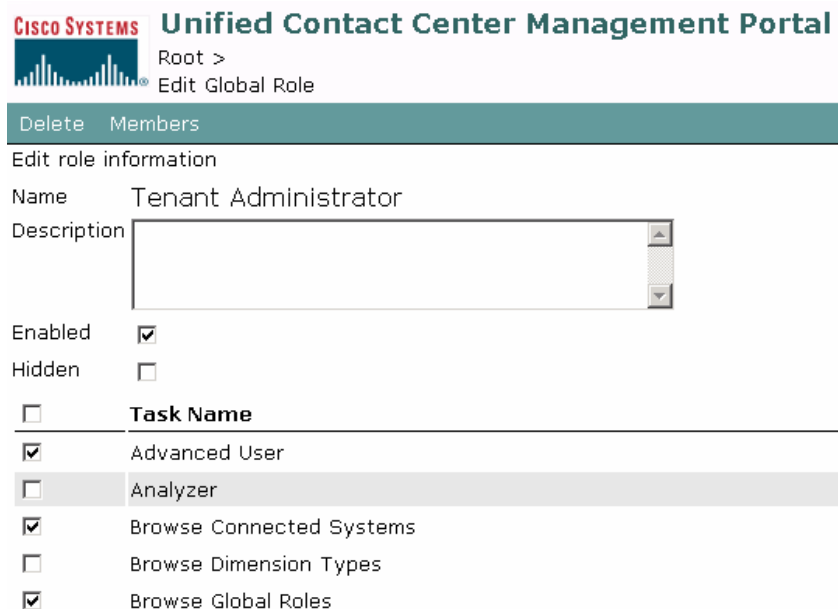 CISCO SYSTEMS
Unified Contact Center Management Portal
Root >
Edit Global Role
Delete Members
Edit role information
Name Tenant Administrator
Description
Enabled
Hidden
Task Name
Advanced User
Analyzer
Browse Connected Systems
Browse Dimension Types
Browse Global Roles